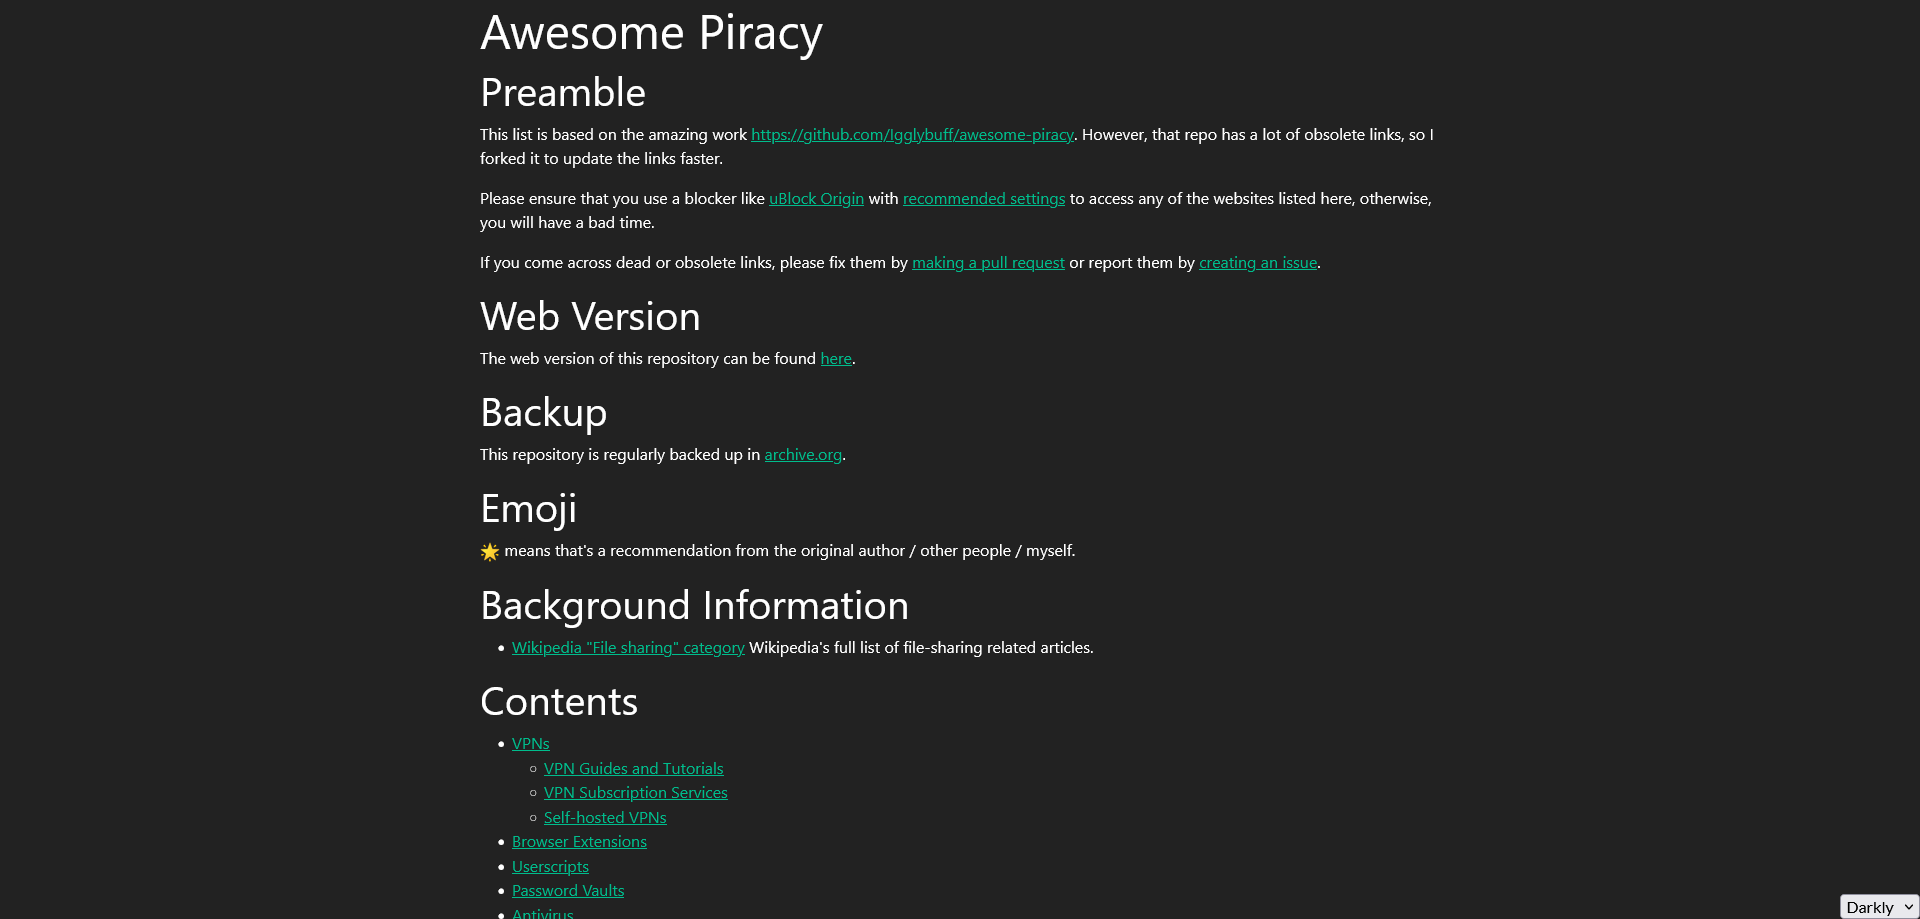 Awesome Piracy
Preamble
This list is based on the amazing work https://github.com/Igglybuff/awesome-piracy. However, that repo has a lot of obsolete links, so I
forked it to update the links faster.
Please ensure that you use a blocker like uBlock Origin with recommended settings to access any of the websites listed here, otherwise,
you will have a bad time.
If you come across dead or obsolete links, please fix them by making a pull request or report them by creating an issue.
Web Version
The web version of this repository can be found here.
Backup
This repository is regularly backed up in archive.org.
Emoji
🌟 means that's a recommendation from the original author / other people / myself.
Background Information
• Wikipedia "File sharing" category Wikipedia's full list of file-sharing related articles.
Contents
• VPNs
◦ VPN Guides and Tutorials
◦ VPN Subscription Services
◦ Self-hosted VPNs
• Browser Extensions
• Userscripts
• Password Vaults
• Antivirus
Darkly